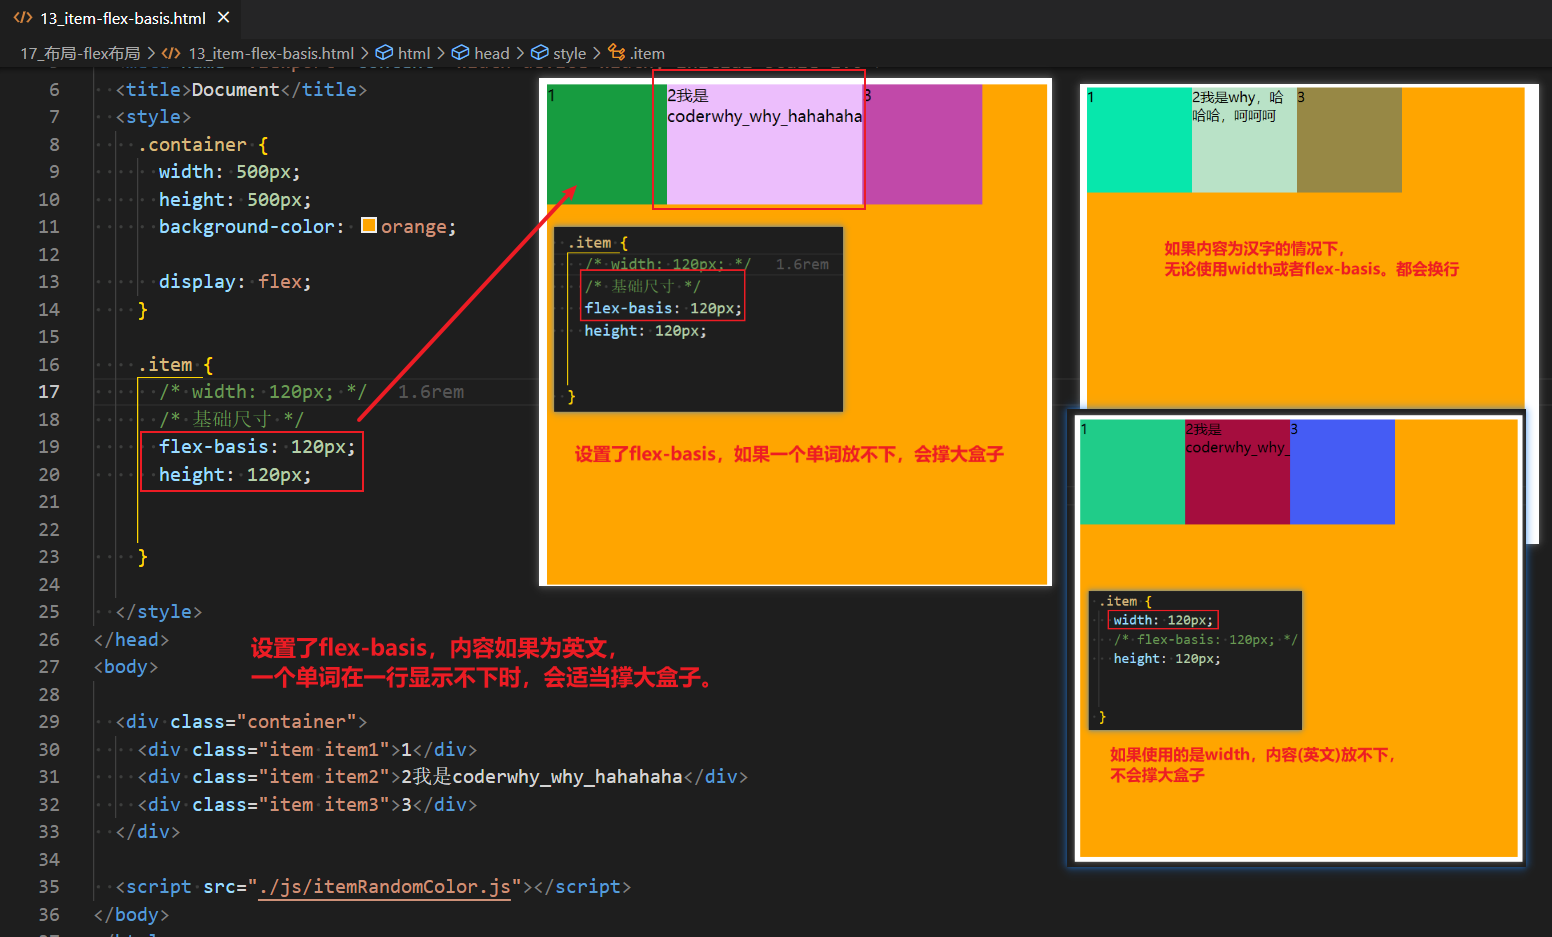 13_item-flex-basis.html
17_布局-flex布局 > 13_item-flex-basis.html > html > head > style > .item
6 <title>Document</title>
7 <style>
8 .container {
9 width: 500px;
10 height: 500px;
11 background-color: orange;
12
13 display: flex;
14 }
15
16 .item {
17 /* width: 120px; */ 1.6rem
18 /* 基础尺寸 */
19 flex-basis: 120px;
20 height: 120px;
21
22
23 }
24
25 </style>
26 </head>
27 <body>
28
29 <div class="container">
30 <div class="item item1">1</div>
31 <div class="item item2">2我是coderwhy_why_hahahaha</div>
32 <div class="item item3">3</div>
33 </div>
34
35 <script src="./js/itemRandomColor.js"></script>
36 </body>
设置了flex-basis，内容如果为英文，
一个单词在一行显示不下时，会适当撑大盒子。
1
2我是
coderwhy_why_hahahaha
3
.item {
/* width: 120px; */ 1.6rem
/* 基础尺寸 */
flex-basis: 120px;
height: 120px;
}
设置了flex-basis，如果一个单词放不下，会撑大盒子
1
2我是why，哈
哈哈，呵呵呵
3
如果内容为汉字的情况下，
无论使用width或者flex-basis。都会换行
1
2我是
coderwhy_why_
3
.item {
width: 120px;
/* flex-basis: 120px; */
height: 120px;
}
如果使用的是width，内容(英文)放不下，
不会撑大盒子